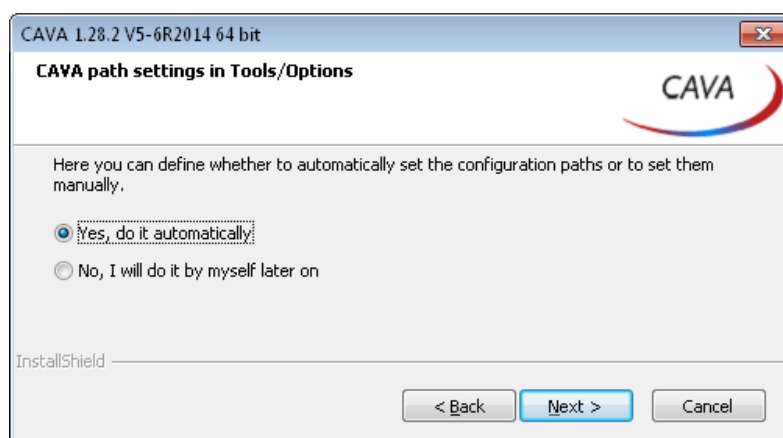 CAVA 1.28.2 V5-6R2014 64 bit
CAVA path settings in Tools/Options
CAVA
Here you can define whether to automatically set the configuration paths or to set them
manually.
Yes, do it automatically
No, I will do it by myself later on
InstallShield
< Back
Next >
Cancel